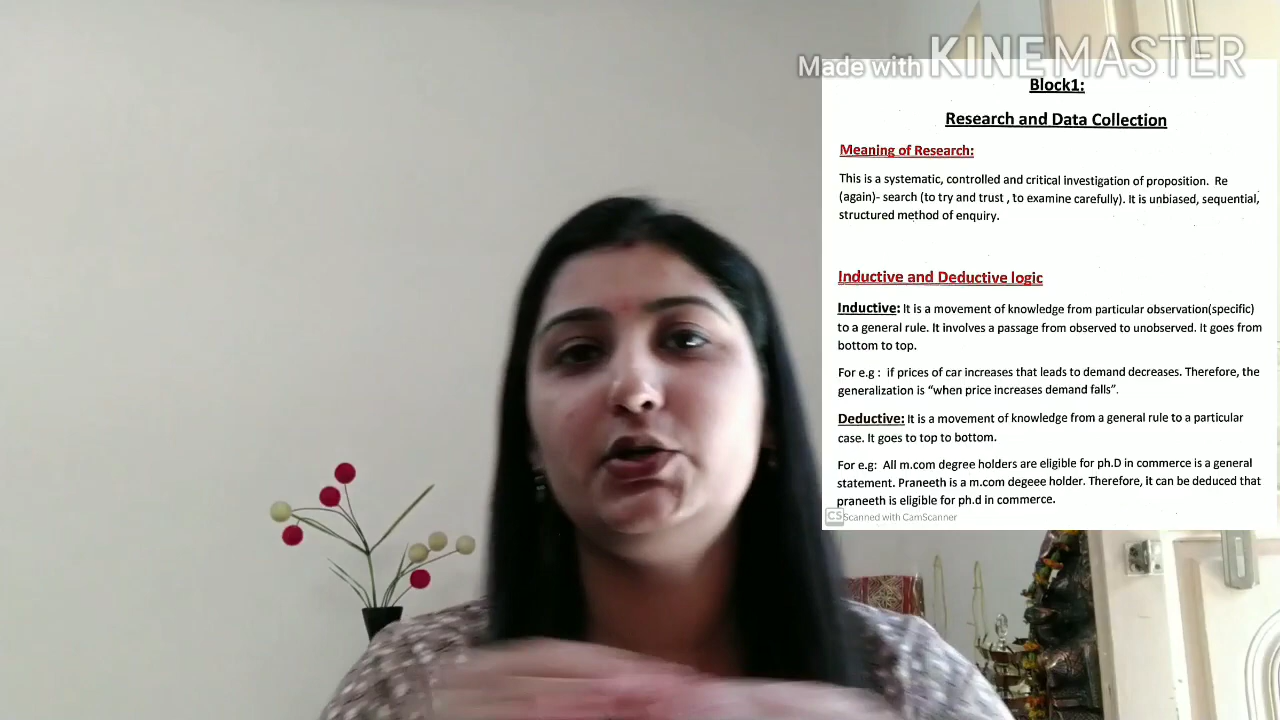 Made with KINEMASTER
Block1:
Research and Data Collection
Meaning of Research:
This is a systematic, controlled and critical investigation of proposition. Re
(again)- search (to try and trust , to examine carefully). It is unbiased, sequential,
structured method of enquiry.
Inductive and Deductive logic
Inductive: It is a movement of knowledge from particular observation(specific)
to a general rule. It involves a passage from observed to unobserved. It goes from
bottom to top.
For e.g : if prices of car increases that leads to demand decreases. Therefore, the
generalization is “when price increases demand falls”.
Deductive: It is a movement of knowledge from a general rule to a particular
case. It goes to top to bottom.
For e.g: All m.com degree holders are eligible for ph.D in commerce is a general
statement. Praneeth is a m.com degeee holder. Therefore, it can be deduced that
praneeth is eligible for ph.d in commerce.
CS Scanned with CamScanner